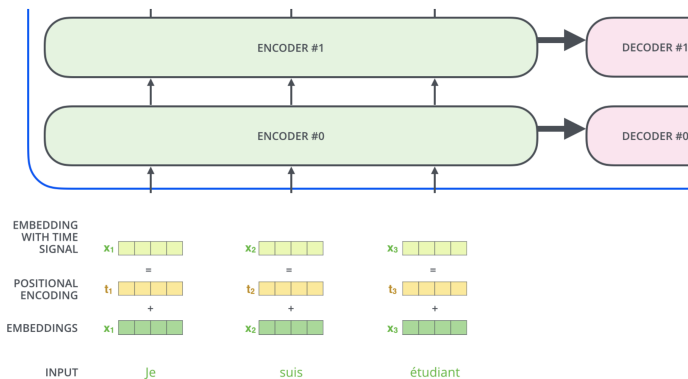 ENCODER #1
DECODER #1
ENCODER #0
DECODER #0
EMBEDDING
WITH TIME
SIGNAL
x₁ x₂ x₃
= = =
POSITIONAL
ENCODING
t₁ t₂ t₃
+ + +
EMBEDDINGS x₁ x₂ x₃
INPUT Je suis étudiant